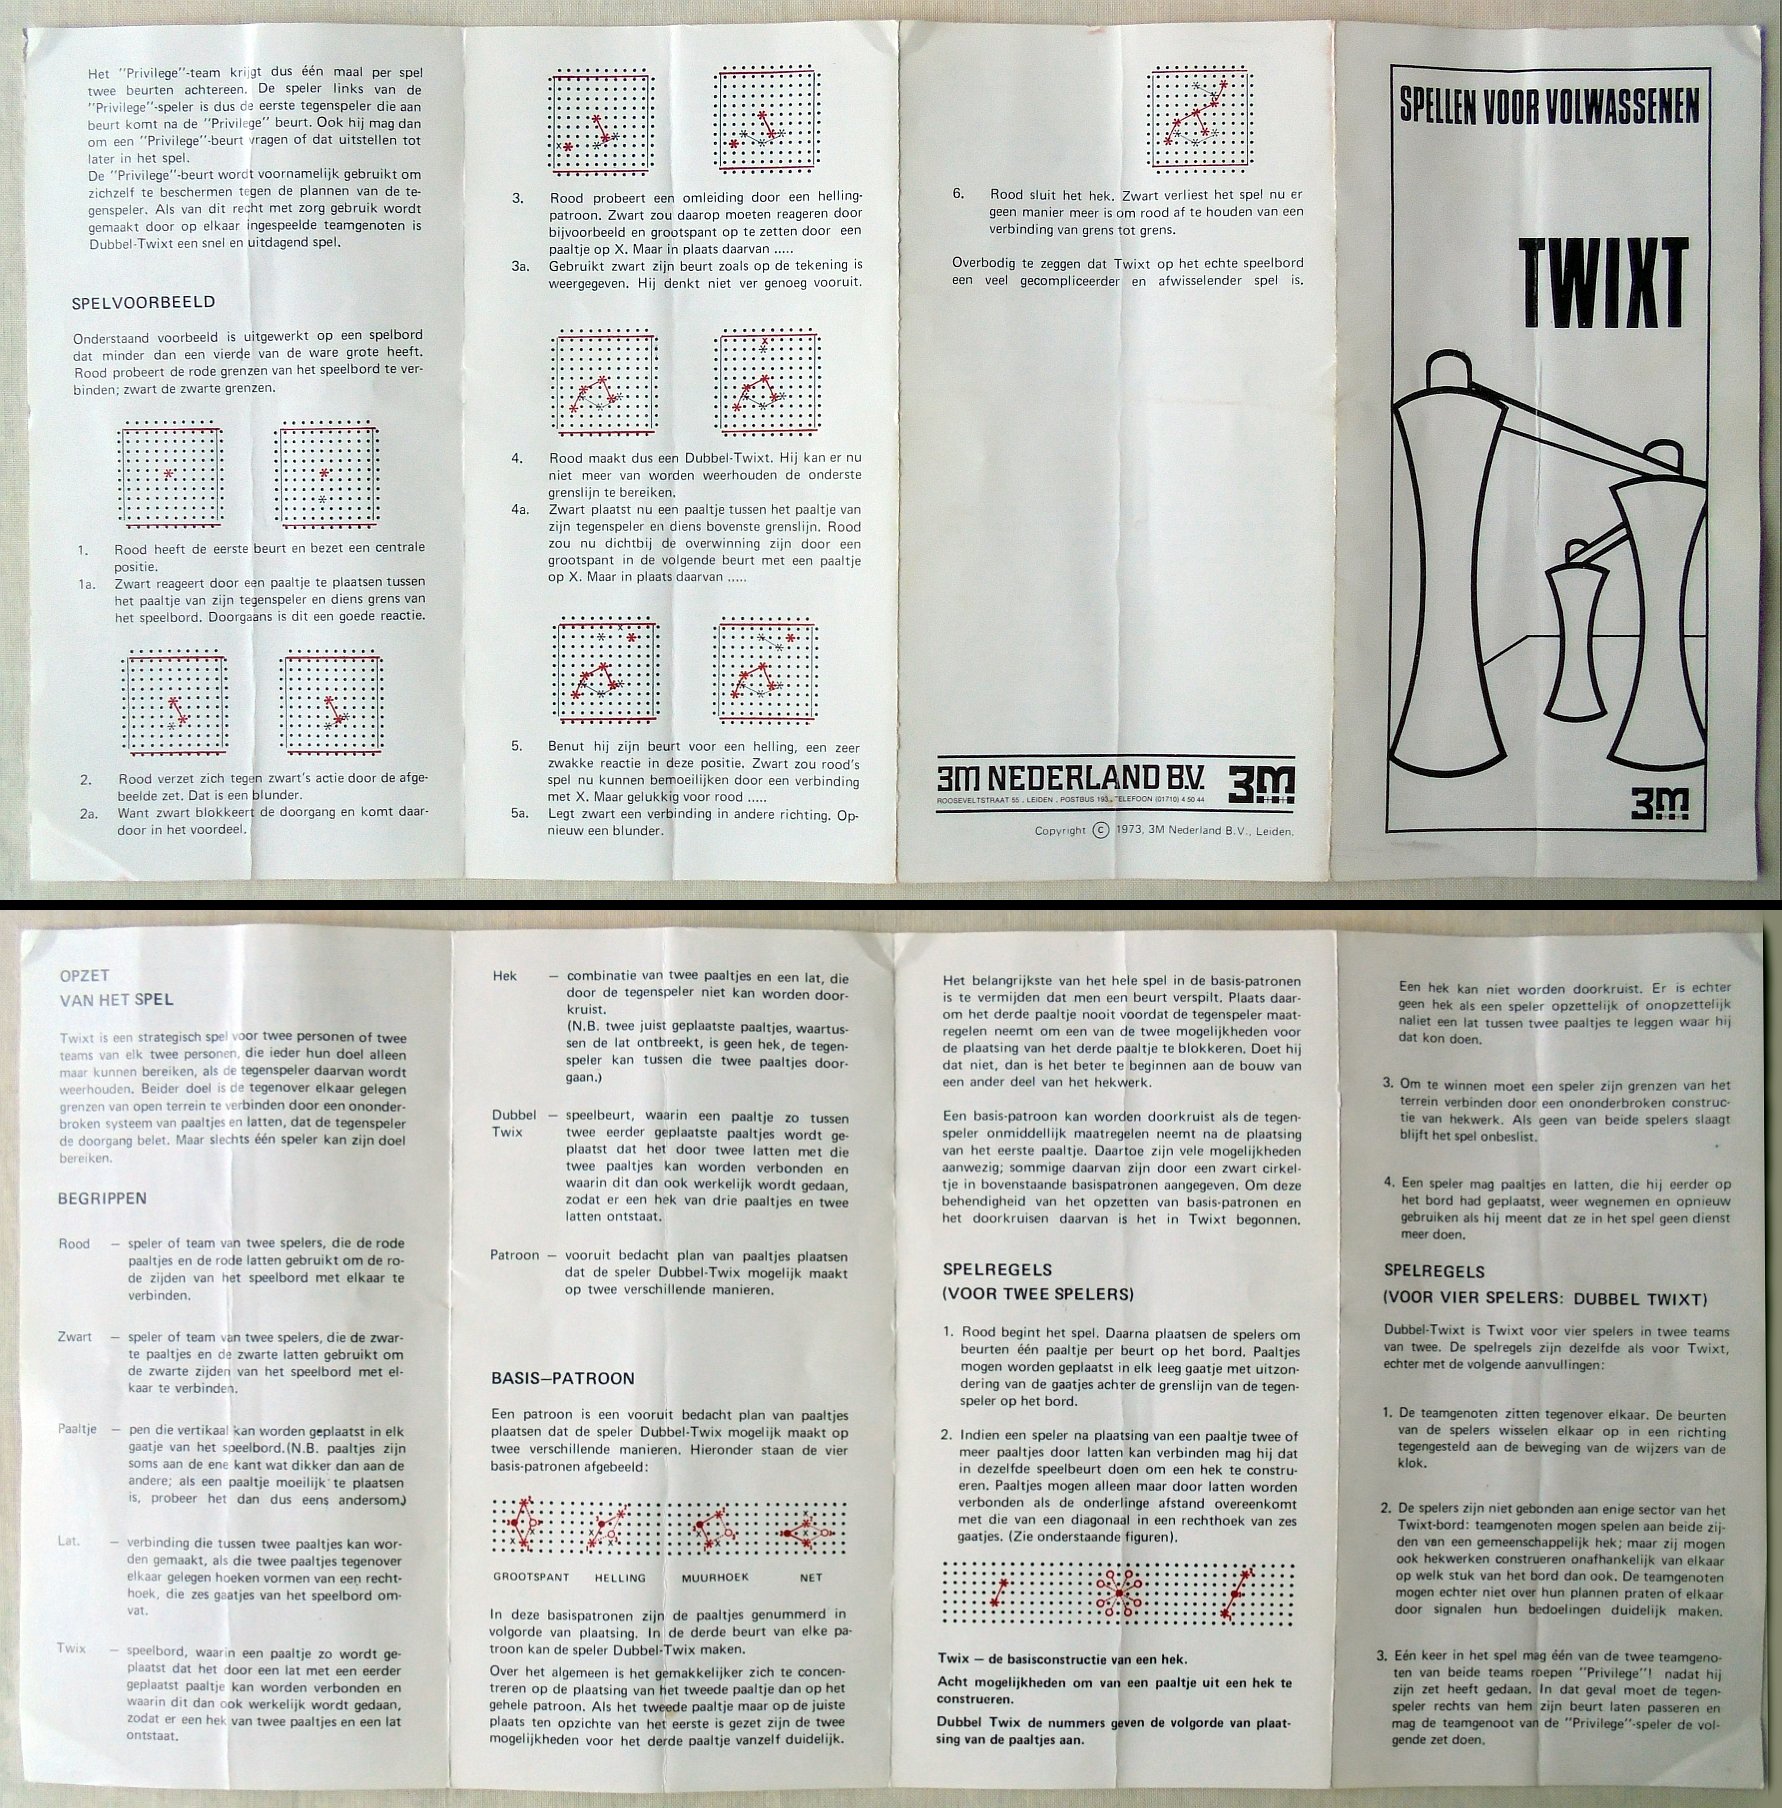 Het "Privilege"-team krijgt dus één maal per spel
twee beurten achtereen. De speler links van de
"Privilege"-speler is dus de eerste tegenspeler die aan
beurt komt na de "Privilege" beurt. Ook hij mag dan
om een "Privilege"-beurt vragen of dat uitstellen tot
later in het spel.
De "Privilege"-beurt wordt voornamelijk gebruikt om
zichzelf te beschermen tegen de plannen van de te-
genspeler. Als van dit recht met zorg gebruik wordt
gemaakt door op elkaar ingespeelde teamgenoten is
Dubbel-Twixt een snel en uitdagend spel.
SPELVOORBEELD
Onderstaand voorbeeld is uitgewerkt op een spelbord
dat minder dan een vierde van de ware grote heeft.
Rood probeert de rode grenzen van het speelbord te ver-
binden; zwart de zwarte grenzen.
1. Rood heeft de eerste beurt en bezet een centrale
positie.
1a. Zwart reageert door een paaltje te plaatsen tussen
het paaltje van zijn tegenspeler en diens grens van
het speelbord. Doorgaans is dit een goede reactie.
2. Rood verzet zich tegen zwart's actie door de afge-
beelde zet. Dat is een blunder.
2a. Want zwart blokkeert de doorgang en komt daar-
door in het voordeel.
3. Rood probeert een omleiding door een helling-
patroon. Zwart zou daarop moeten reageren door
bijvoorbeeld en grootspant op te zetten door een
paaltje op X. Maar in plaats daarvan .....
3a. Gebruikt zwart zijn beurt zoals op de tekening is
weergegeven. Hij denkt niet ver genoeg vooruit.
4. Rood maakt dus een Dubbel-Twixt. Hij kan er nu
niet meer van worden weerhouden de onderste
grenslijn te bereiken.
4a. Zwart plaatst nu een paaltje tussen het paaltje van
zijn tegenspeler en diens bovenste grenslijn. Rood
zou nu dichtbij de overwinning zijn door een
grootspant in de volgende beurt met een paaltje
op X. Maar in plaats daarvan .....
5. Benut hij zijn beurt voor een helling, een zeer
zwakke reactie in deze positie. Zwart zou rood's
spel nu kunnen bemoeilijken door een verbinding
met X. Maar gelukkig voor rood .....
5a. Legt zwart een verbinding in andere richting. Op-
nieuw een blunder.
6. Rood sluit het hek. Zwart verliest het spel nu er
geen manier meer is om rood af te houden van een
verbinding van grens tot grens.
Overbodig te zeggen dat Twixt op het echte speelbord
een veel gecompliceerder en afwisselender spel is.
3M NEDERLAND B.V. 3M
ROOSEVELTSTRAAT 55 . LEIDEN . POSTBUS 193 . TELEFOON (01710) 4 50 44
Copyright © 1973, 3M Nederland B.V., Leiden.
SPELLEN VOOR VOLWASSENEN
TWIXT
3M
OPZET
VAN HET SPEL
Twixt is een strategisch spel voor twee personen of twee
teams van elk twee personen, die ieder hun doel alleen
maar kunnen bereiken, als de tegenspeler daarvan wordt
weerhouden. Beider doel is de tegenover elkaar gelegen
grenzen van open terrein te verbinden door een ononder-
broken systeem van paaltjes en latten, dat de tegenspeler
de doorgang belet. Maar slechts één speler kan zijn doel
bereiken.
BEGRIPPEN
Rood — speler of team van twee spelers, die de rode
paaltjes en de rode latten gebruikt om de ro-
de zijden van het speelbord met elkaar te
verbinden.
Zwart — speler of team van twee spelers, die de zwar-
te paaltjes en de zwarte latten gebruikt om
de zwarte zijden van het speelbord met el-
kaar te verbinden.
Paaltje — pen die vertikaal kan worden geplaatst in elk
gaatje van het speelbord.(N.B. paaltjes zijn
soms aan de ene kant wat dikker dan aan de
andere; als een paaltje moeilijk te plaatsen
is, probeer het dan dus eens andersom)
Lat. — verbinding die tussen twee paaltjes kan wor-
den gemaakt, als die twee paaltjes tegenover
elkaar gelegen hoeken vormen van een recht-
hoek, die zes gaatjes van het speelbord om-
vat.
Twix — speelbord, waarin een paaltje zo wordt ge-
plaatst dat het door een lat met een eerder
geplaatst paaltje kan worden verbonden en
waarin dit dan ook werkelijk wordt gedaan,
zodat er een hek van twee paaltjes en een lat
ontstaat.
Hek — combinatie van twee paaltjes en een lat, die
door de tegenspeler niet kan worden door-
kruist.
(N.B. twee juist geplaatste paaltjes, waartus-
sen de lat ontbreekt, is geen hek, de tegen-
speler kan tussen die twee paaltjes door-
gaan.)
Dubbel — speelbeurt, waarin een paaltje zo tussen
Twix twee eerder geplaatste paaltjes wordt ge-
plaatst dat het door twee latten met die
twee paaltjes kan worden verbonden en
waarin dit dan ook werkelijk wordt gedaan,
zodat er een hek van drie paaltjes en twee
latten ontstaat.
Patroon — vooruit bedacht plan van paaltjes plaatsen
dat de speler Dubbel-Twix mogelijk maakt
op twee verschillende manieren.
BASIS—PATROON
Een patroon is een vooruit bedacht plan van paaltjes
plaatsen dat de speler Dubbel-Twix mogelijk maakt op
twee verschillende manieren. Hieronder staan de vier
basis-patronen afgebeeld:
GROOTSPANT HELLING MUURHOEK NET
In deze basispatronen zijn de paaltjes genummerd in
volgorde van plaatsing. In de derde beurt van elke pa-
troon kan de speler Dubbel-Twix maken.
Over het algemeen is het gemakkelijker zich te concen-
treren op de plaatsing van het tweede paaltje dan op het
gehele patroon. Als het tweede paaltje maar op de juiste
plaats ten opzichte van het eerste is gezet zijn de twee
mogelijkheden voor het derde paaltje vanzelf duidelijk.
Het belangrijkste van het hele spel in de basis-patronen
is te vermijden dat men een beurt verspilt. Plaats daar-
om het derde paaltje nooit voordat de tegenspeler maat-
regelen neemt om een van de twee mogelijkheden voor
de plaatsing van het derde paaltje te blokkeren. Doet hij
dat niet, dan is het beter te beginnen aan de bouw van
een ander deel van het hekwerk.
Een basis-patroon kan worden doorkruist als de tegen-
speler onmiddellijk maatregelen neemt na de plaatsing
van het eerste paaltje. Daartoe zijn vele mogelijkheden
aanwezig; sommige daarvan zijn door een zwart cirkel-
tje in bovenstaande basispatronen aangegeven. Om deze
behendigheid van het opzetten van basis-patronen en
het doorkruisen daarvan is het in Twixt begonnen.
SPELREGELS
(VOOR TWEE SPELERS)
1. Rood begint het spel. Daarna plaatsen de spelers om
beurten één paaltje per beurt op het bord. Paaltjes
mogen worden geplaatst in elk leeg gaatje met uitzon-
dering van de gaatjes achter de grenslijn van de tegen-
speler op het bord.
2. Indien een speler na plaatsing van een paaltje twee of
meer paaltjes door latten kan verbinden mag hij dat
in dezelfde speelbeurt doen om een hek te constru-
eren. Paaltjes mogen alleen maar door latten worden
verbonden als de onderlinge afstand overeenkomt
met die van een diagonaal in een rechthoek van zes
gaatjes. (Zie onderstaande figuren).
Twix — de basisconstructie van een hek.
Acht mogelijkheden om van een paaltje uit een hek te
construeren.
Dubbel Twix de nummers geven de volgorde van plaat-
sing van de paaltjes aan.
Een hek kan niet worden doorkruist. Er is echter
geen hek als een speler opzettelijk of onopzettelijk
naliet een lat tussen twee paaltjes te leggen waar hij
dat kon doen.
3. Om te winnen moet een speler zijn grenzen van het
terrein verbinden door een ononderbroken construc-
tie van hekwerk. Als geen van beide spelers slaagt
blijft het spel onbeslist.
4. Een speler mag paaltjes en latten, die hij eerder op
het bord had geplaatst, weer wegnemen en opnieuw
gebruiken als hij meent dat ze in het spel geen dienst
meer doen.
SPELREGELS
(VOOR VIER SPELERS: DUBBEL TWIXT)
Dubbel-Twixt is Twixt voor vier spelers in twee teams
van twee. De spelregels zijn dezelfde als voor Twixt,
echter met de volgende aanvullingen:
1. De teamgenoten zitten tegenover elkaar. De beurten
van de spelers wisselen elkaar op in een richting
tegengesteld aan de beweging van de wijzers van de
klok.
2. De spelers zijn niet gebonden aan enige sector van het
Twixt-bord: teamgenoten mogen spelen aan beide zij-
den van een gemeenschappelijk hek; maar zij mogen
ook hekwerken construeren onafhankelijk van elkaar
op welk stuk van het bord dan ook. De teamgenoten
mogen echter niet over hun plannen praten of elkaar
door signalen hun bedoelingen duidelijk maken.
3. Eén keer in het spel mag één van de twee teamgeno-
ten van beide teams roepen "Privilege"! nadat hij
zijn zet heeft gedaan. In dat geval moet de tegen-
speler rechts van hem zijn beurt laten passeren en
mag de teamgenoot van de "Privilege"-speler de vol-
gende zet doen.